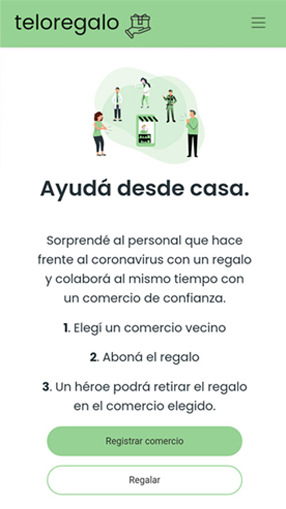 teloregalo
Ayudá desde casa.
Sorprendé al personal que hace
frente al coronavirus con un regalo
y colaborá al mismo tiempo con
un comercio de confianza.
1. Elegí un comercio vecino
2. Aboná el regalo
3. Un héroe podrá retirar el regalo
en el comercio elegido.
Registrar comercio
Regalar